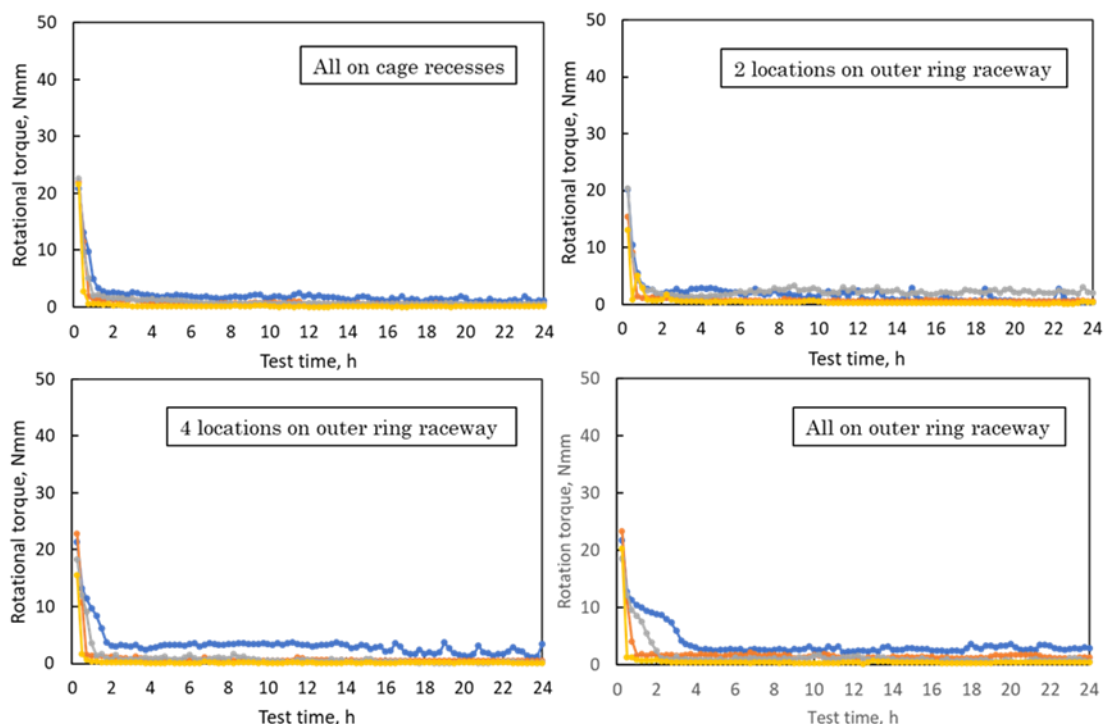 50
40
30
20
10
0
Rotational torque, Nmm
All on cage recesses
0 2 4 6 8 10 12 14 16 18 20 22 24
Test time, h
50
40
30
20
10
0
Rotational torque, Nmm
2 locations on outer ring raceway
0 2 4 6 8 10 12 14 16 18 20 22 24
Test time, h
50
40
30
20
10
0
Rotational torque, Nmm
4 locations on outer ring raceway
0 2 4 6 8 10 12 14 16 18 20 22 24
Test time, h
50
40
30
20
10
0
Rotation torque, Nmm
All on outer ring raceway
0 2 4 6 8 10 12 14 16 18 20 22 24
Test time, h